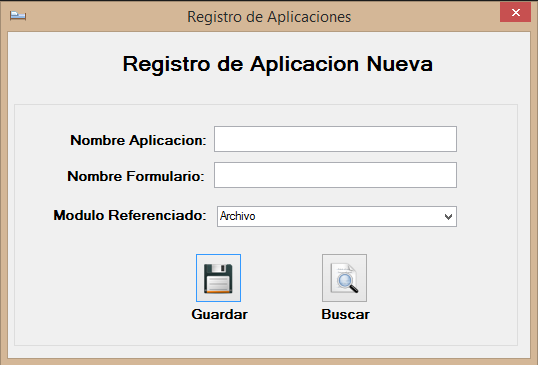 Registro de Aplicaciones
Registro de Aplicacion Nueva
Nombre Aplicacion:
Nombre Formulario:
Modulo Referenciado: Archivo
Guardar Buscar